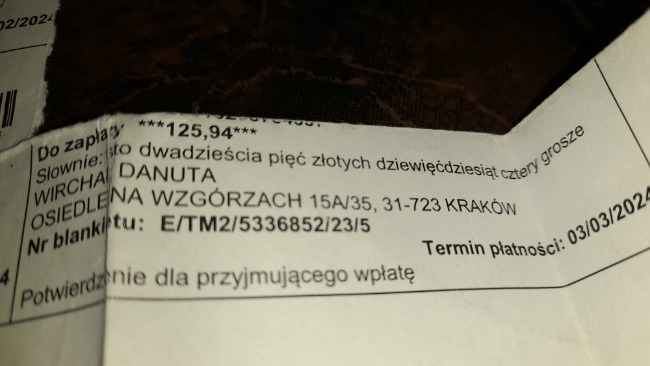 02/2024
Do zapłaty ***125,94***
Słownie: sto dwadzieścia pięć złotych dziewięćdziesiąt cztery grosze
WIRCHAŁ DANUTA
OSIEDLE NA WZGÓRZACH 15A/35, 31-723 KRAKÓW
Nr blankietu: E/TM2/5336852/23/5
Termin płatności: 03/03/2024
4
Potwierdzenie dla przyjmującego wpłatę